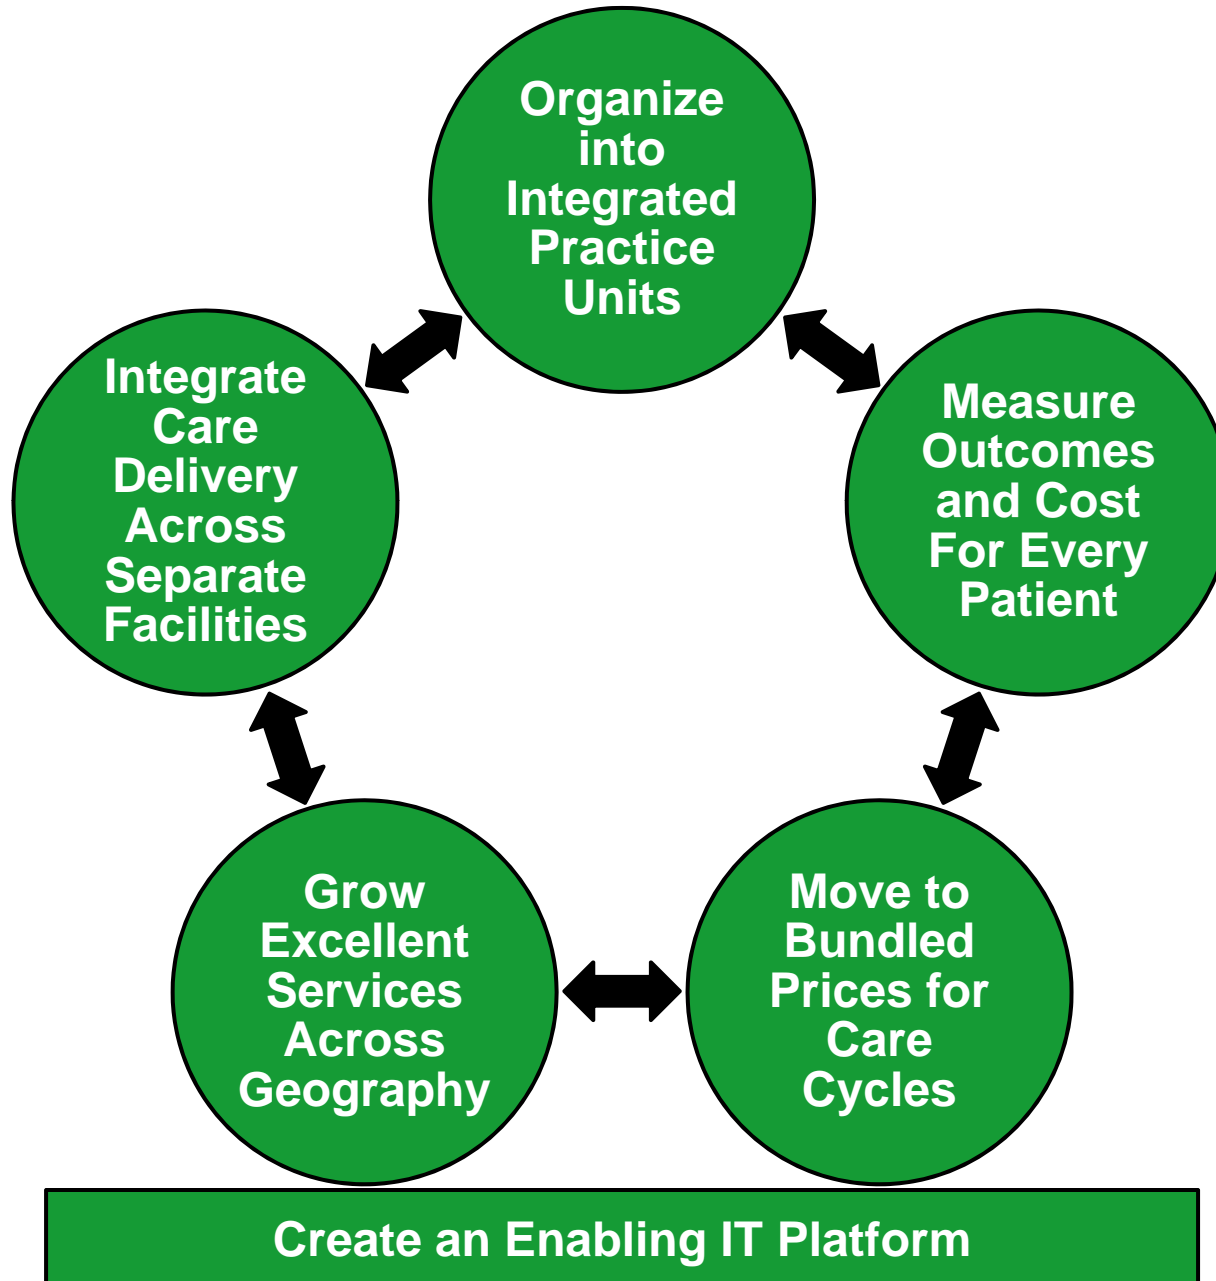 Organize
into
Integrated
Practice
Units
Integrate
Care
Delivery
Across
Separate
Facilities
Measure
Outcomes
and Cost
For Every
Patient
Grow
Excellent
Services
Across
Geography
Move to
Bundled
Prices for
Care
Cycles
Create an Enabling IT Platform